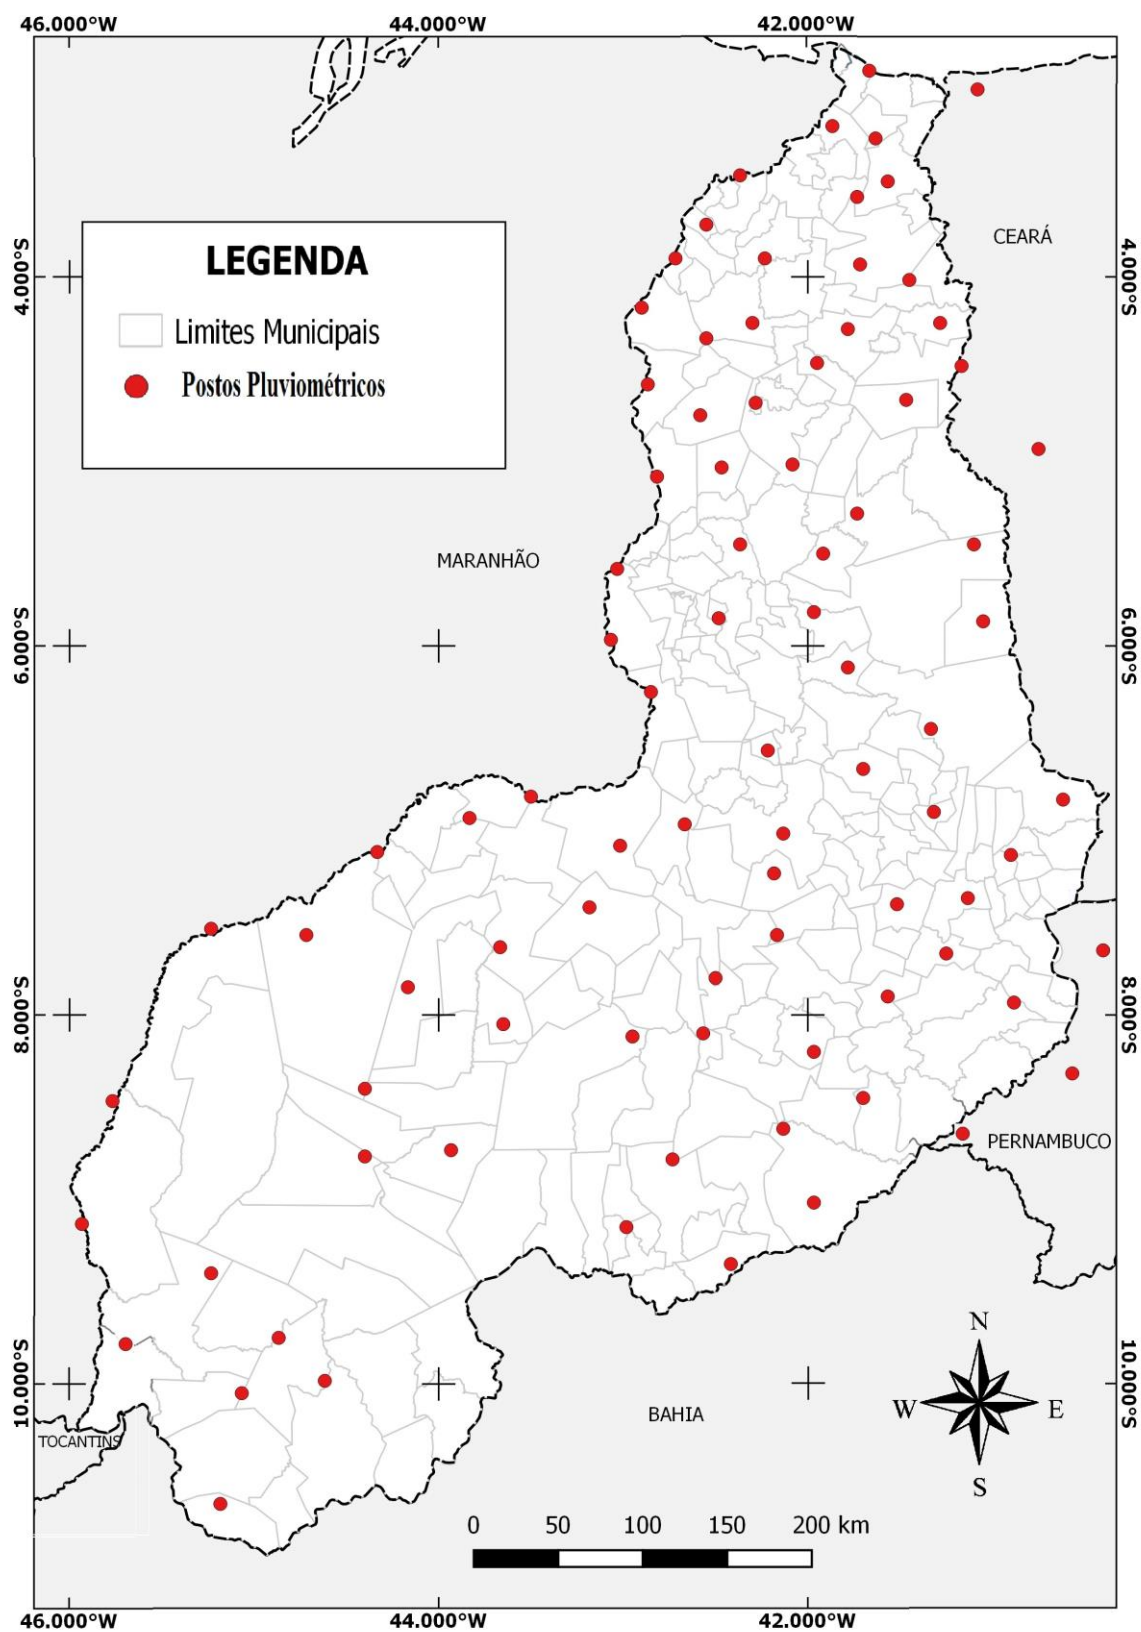 46.000°W 44.000°W 42.000°W
4.000°S
4.000°S
LEGENDA
Limites Municipais
Postos Pluviométricos
CEARÁ
MARANHÃO
6.000°S
6.000°S
8.000°S
8.000°S
PERNAMBUCO
10.000°S
10.000°S
BAHIA
TOCANTINS
N
W E
S
0 50 100 150 200 km
46.000°W 44.000°W 42.000°W